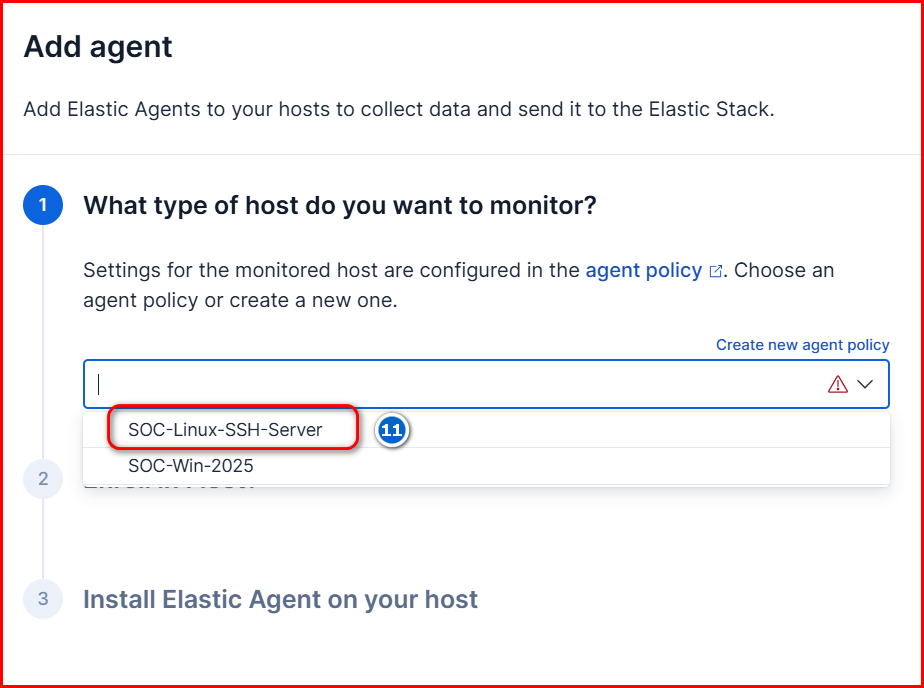 Add agent
Add Elastic Agents to your hosts to collect data and send it to the Elastic Stack.
1
What type of host do you want to monitor?
Settings for the monitored host are configured in the agent policy. Choose an
agent policy or create a new one.
Create new agent policy
SOC-Linux-SSH-Server
11
SOC-Win-2025
2
3
Install Elastic Agent on your host